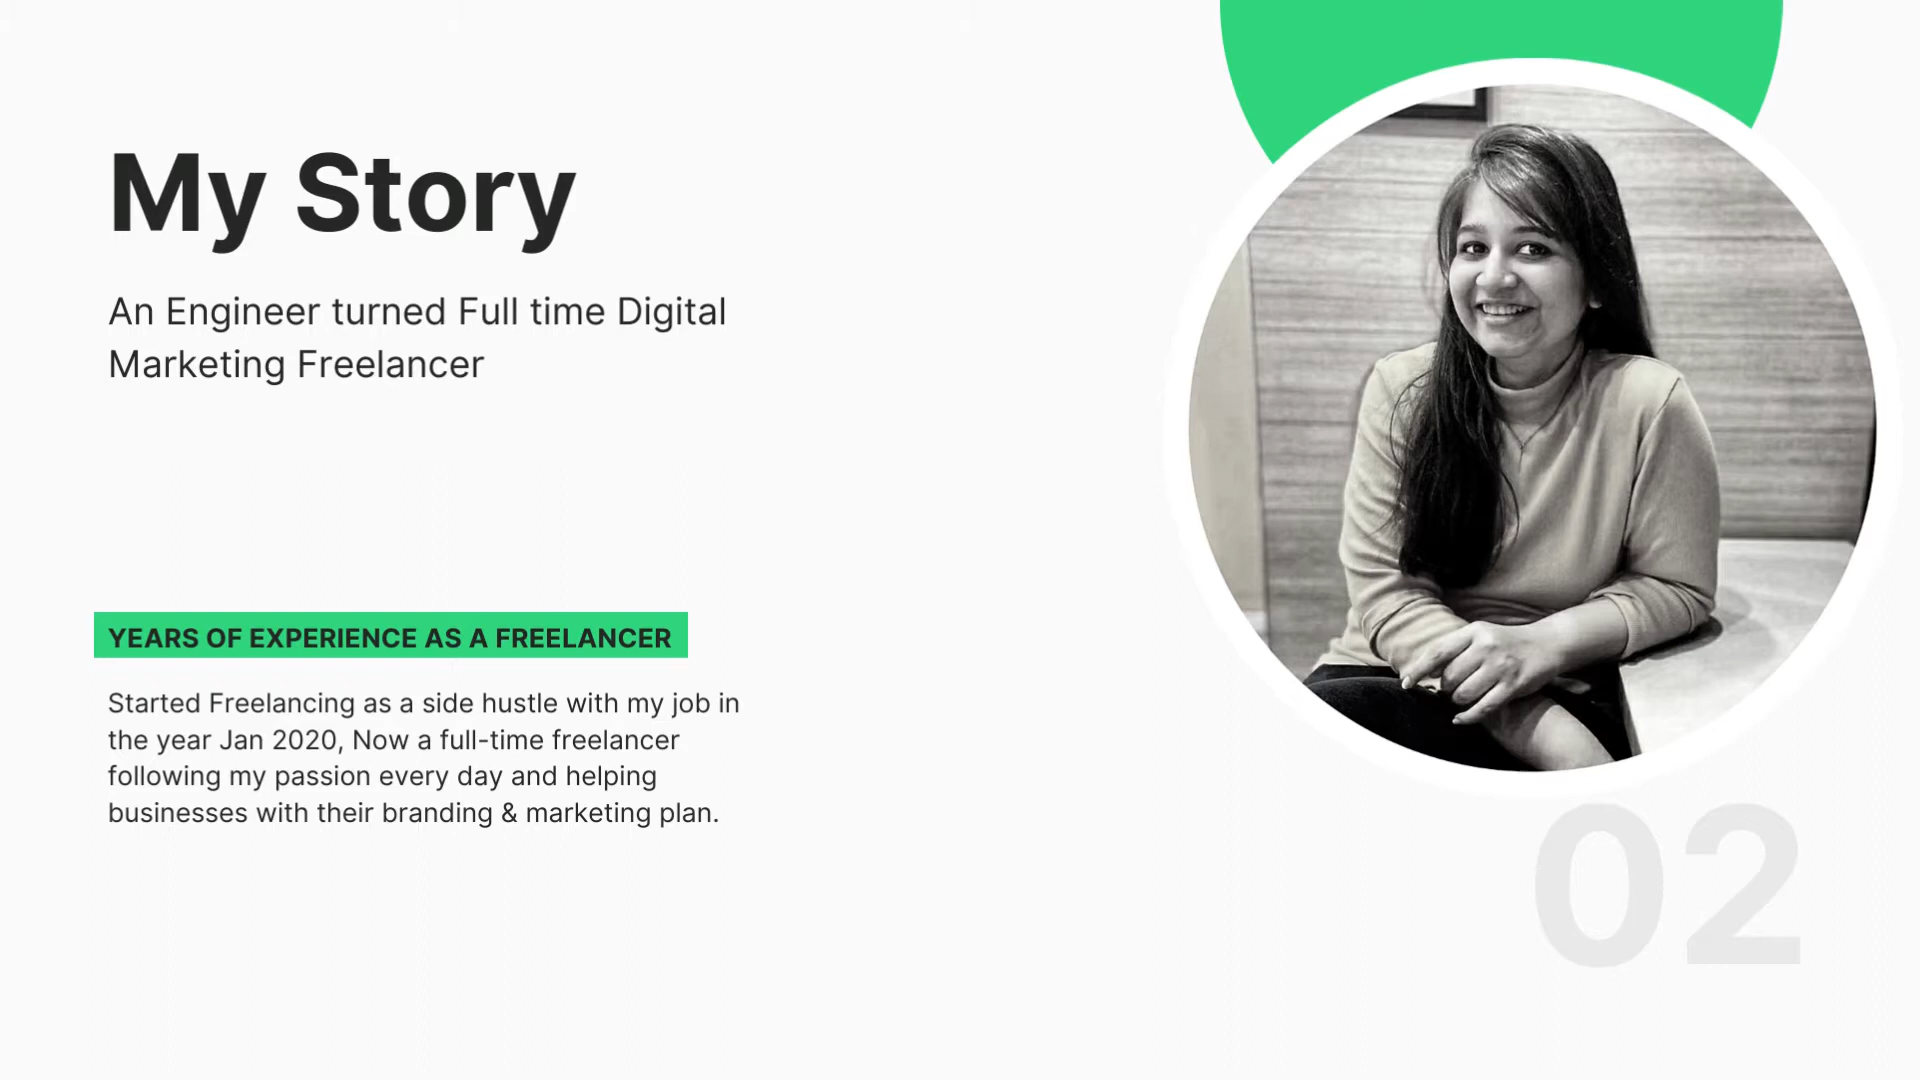 My Story
An Engineer turned Full time Digital
Marketing Freelancer
YEARS OF EXPERIENCE AS A FREELANCER
Started Freelancing as a side hustle with my job in
the year Jan 2020, Now a full-time freelancer
following my passion every day and helping
businesses with their branding & marketing plan.
02